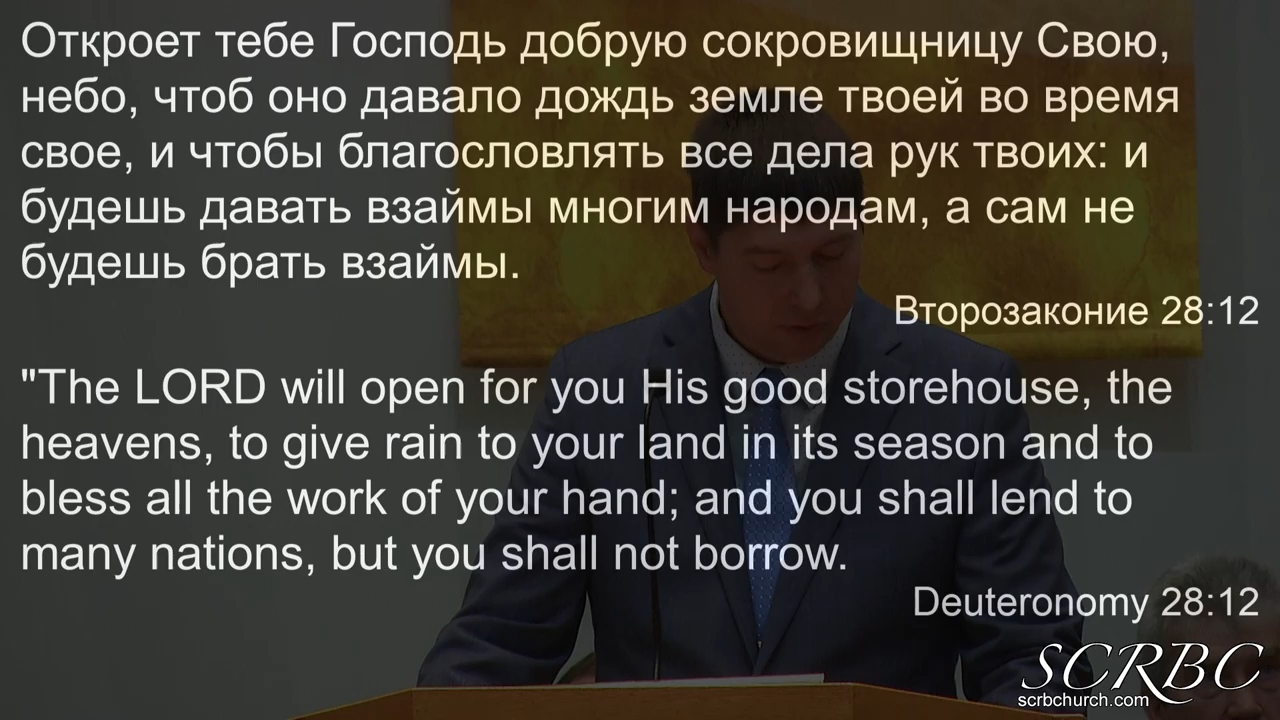 Откроет тебе Господь добрую сокровищницу Свою,
небо, чтоб оно давало дождь земле твоей во время
свое, и чтобы благословлять все дела рук твоих: и
будешь давать взаймы многим народам, а сам не
будешь брать взаймы.
Второзаконие 28:12
"The LORD will open for you His good storehouse, the
heavens, to give rain to your land in its season and to
bless all the work of your hand; and you shall lend to
many nations, but you shall not borrow.
Deuteronomy 28:12
SCRBC
scrbchurch.com